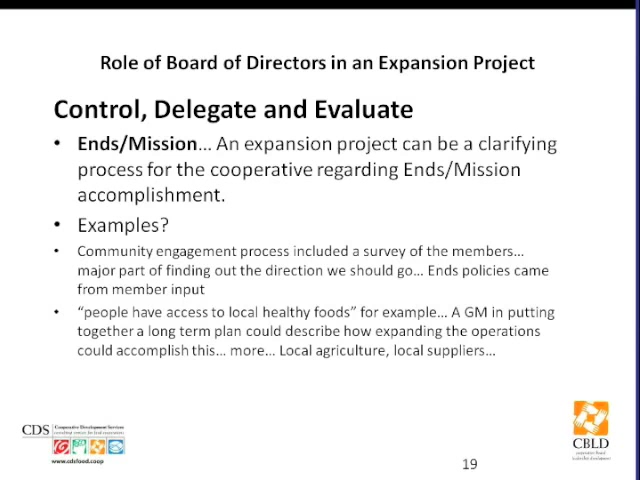 Role of Board of Directors in an Expansion Project
Control, Delegate and Evaluate
• Ends/Mission… An expansion project can be a clarifying
process for the cooperative regarding Ends/Mission
accomplishment.
• Examples?
• Community engagement process included a survey of the members…
major part of finding out the direction we should go… Ends policies came
from member input
• “people have access to local healthy foods” for example… A GM in putting
together a long term plan could describe how expanding the operations
could accomplish this… more… Local agriculture, local suppliers…
CDS Cooperative Development Services
www.cdsfood.coop
CBLD
19